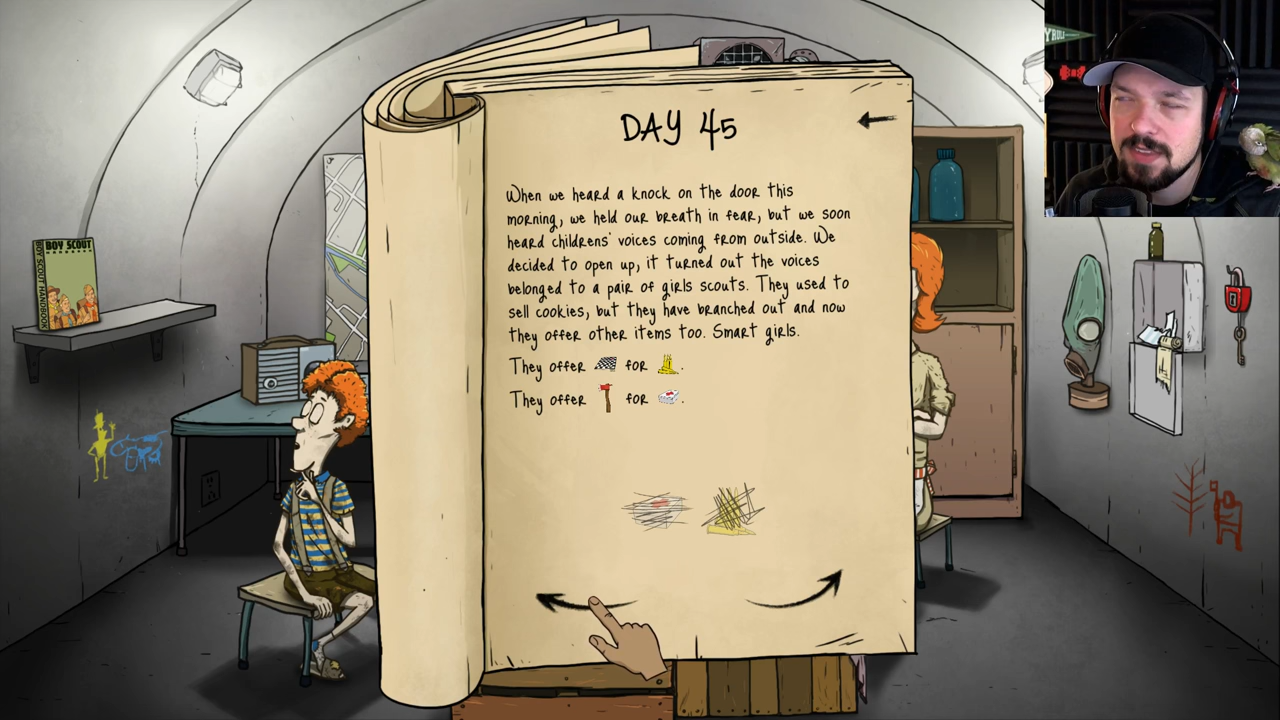 DAY 45
When we heard a knock on the door this
morning, we held our breath in fear, but we soon
heard childrens' voices coming from outside. We
decided to open up, it turned out the voices
belonged to a pair of girls scouts. They used to
sell cookies, but they have branched out and now
they offer other items too. Smart girls.
They offer for .
They offer for .
BOY SCOUT
BOY SCOUT HANDBOOK